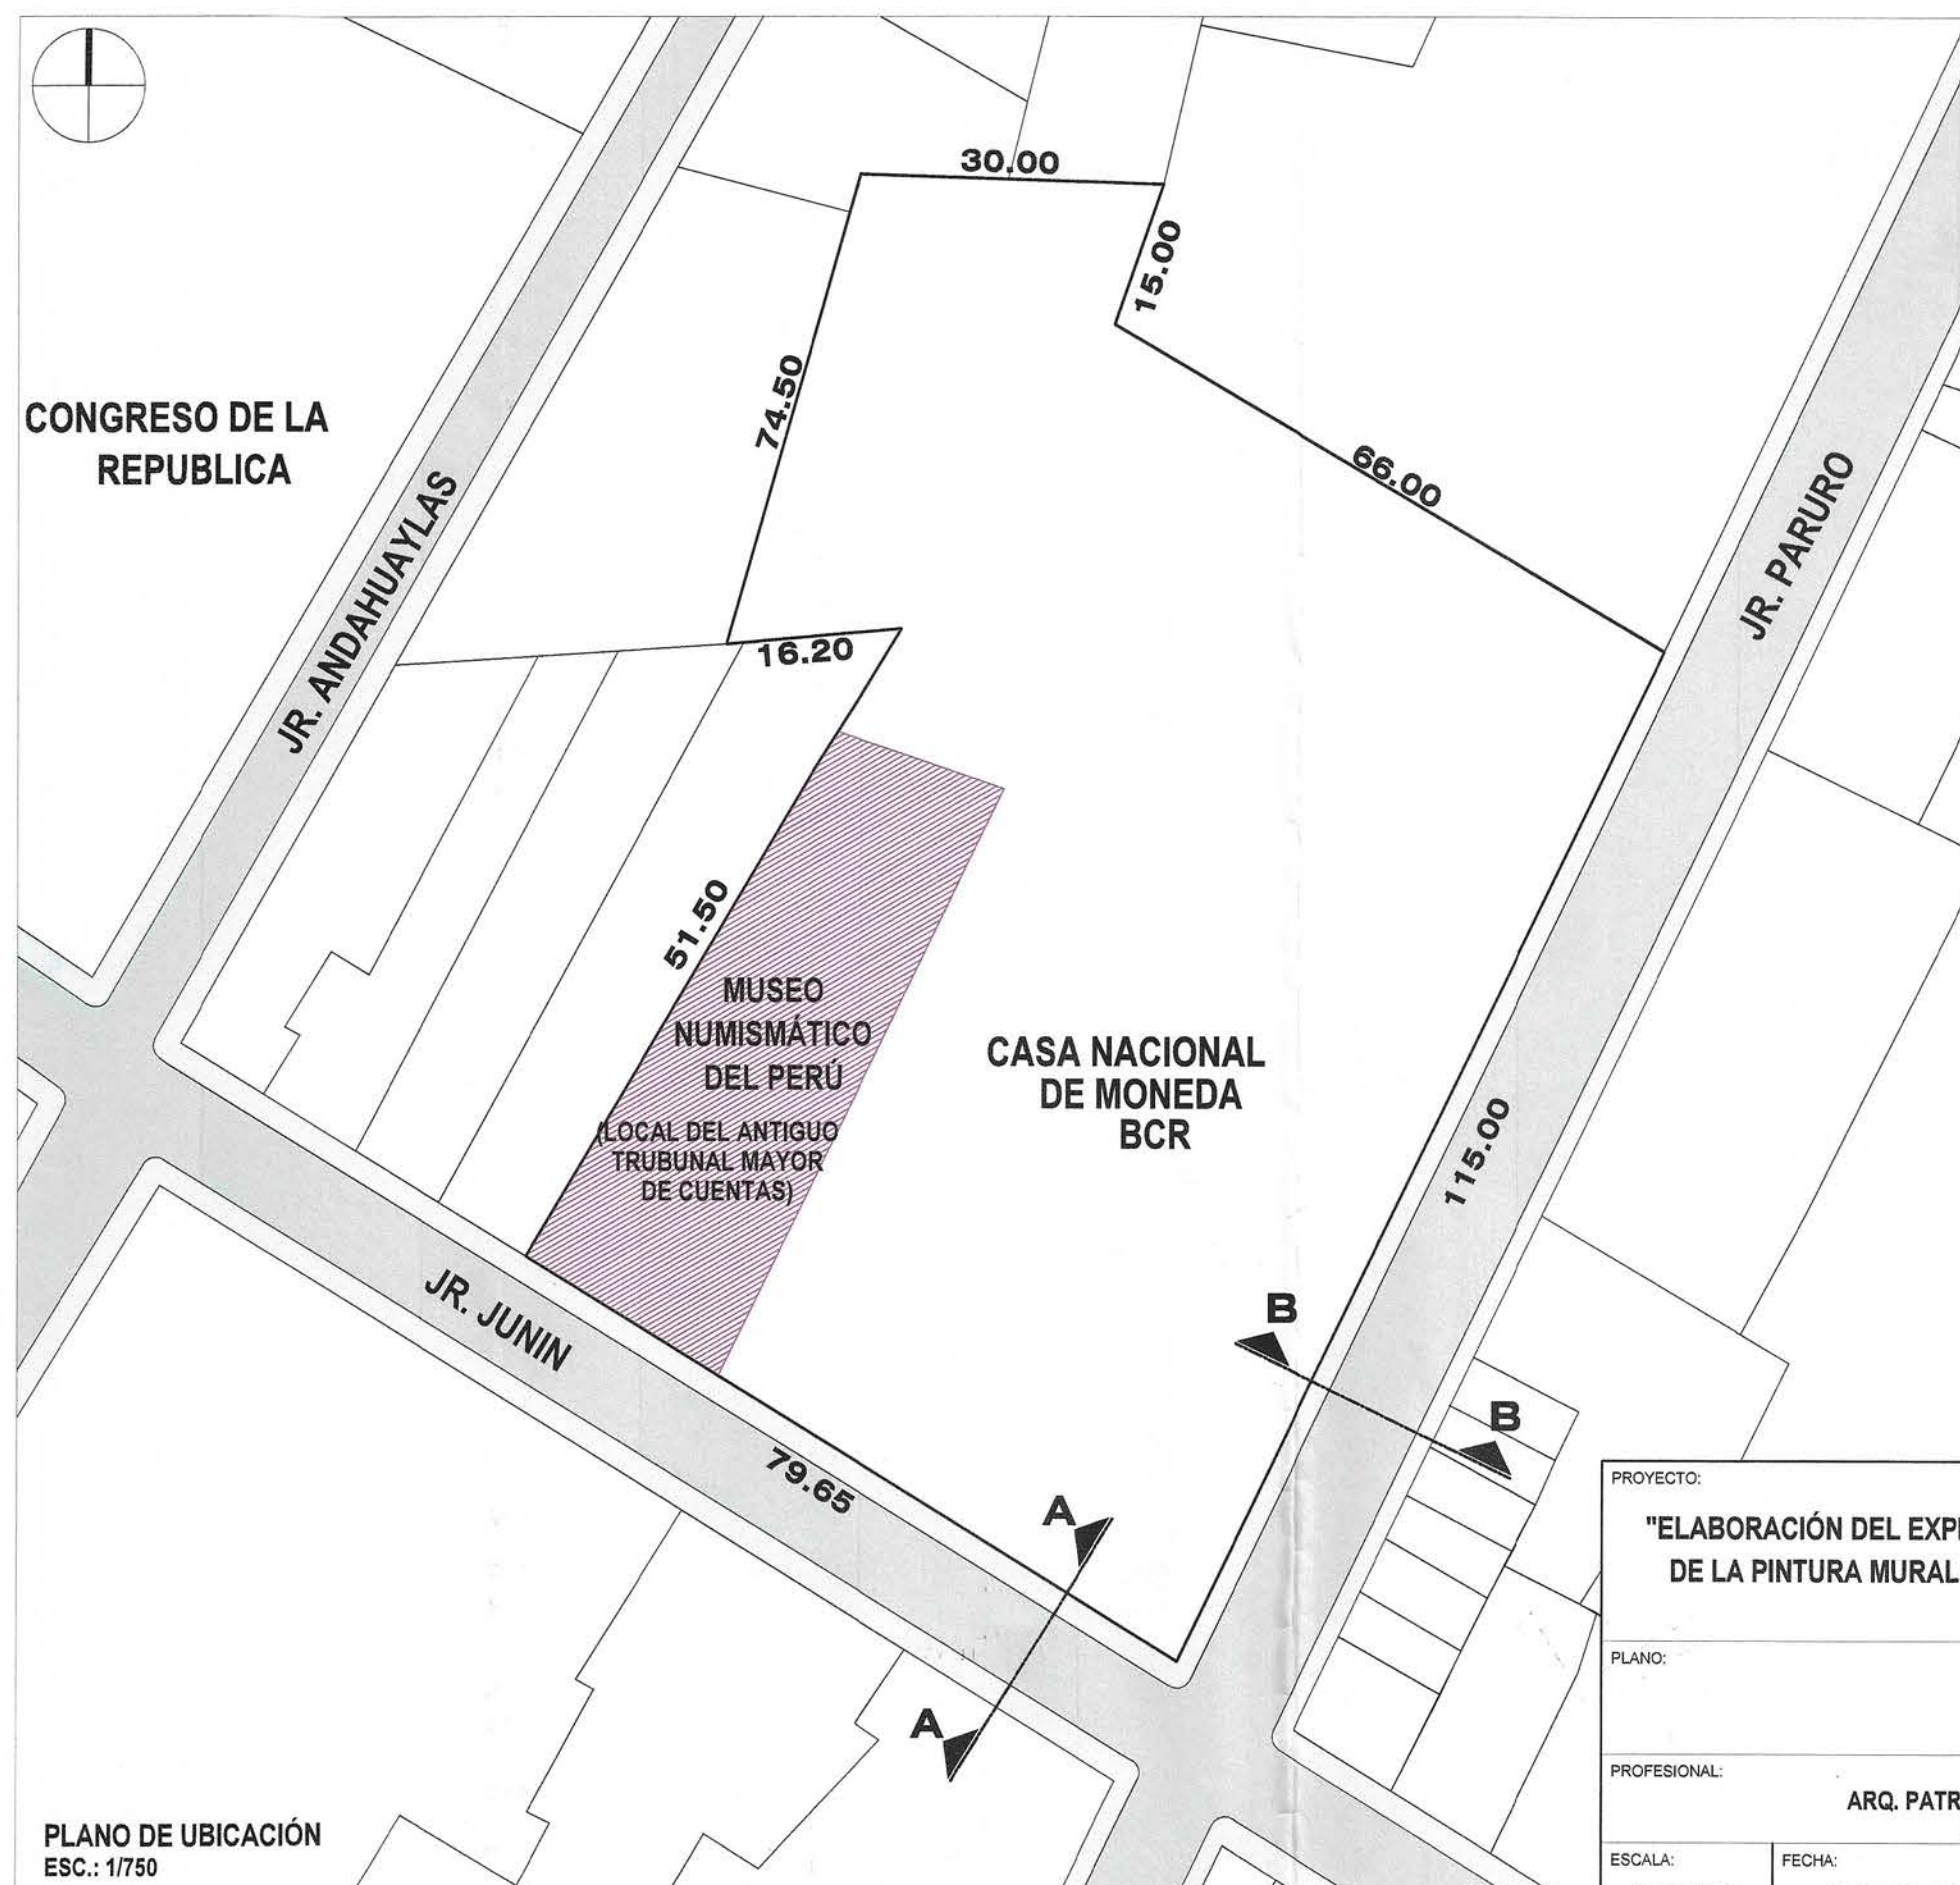 30.00
15.00
74.50
66.00
CONGRESO DE LA
REPUBLICA
JR. ANDAHUAYLAS
JR. PARURO
16.20
51.50
MUSEO
NUMISMÁTICO
DEL PERÚ
(LOCAL DEL ANTIGUO
TRUBUNAL MAYOR
DE CUENTAS)
CASA NACIONAL
DE MONEDA
BCR
115.00
JR. JUNIN
79.65
B
B
A
A
PROYECTO:
"ELABORACIÓN DEL
DE LA PINTURA MURAL
PLANO:
PROFESIONAL:
ARQ.
ESCALA:
FECHA:
PLANO DE UBICACIÓN
ESC.: 1/750